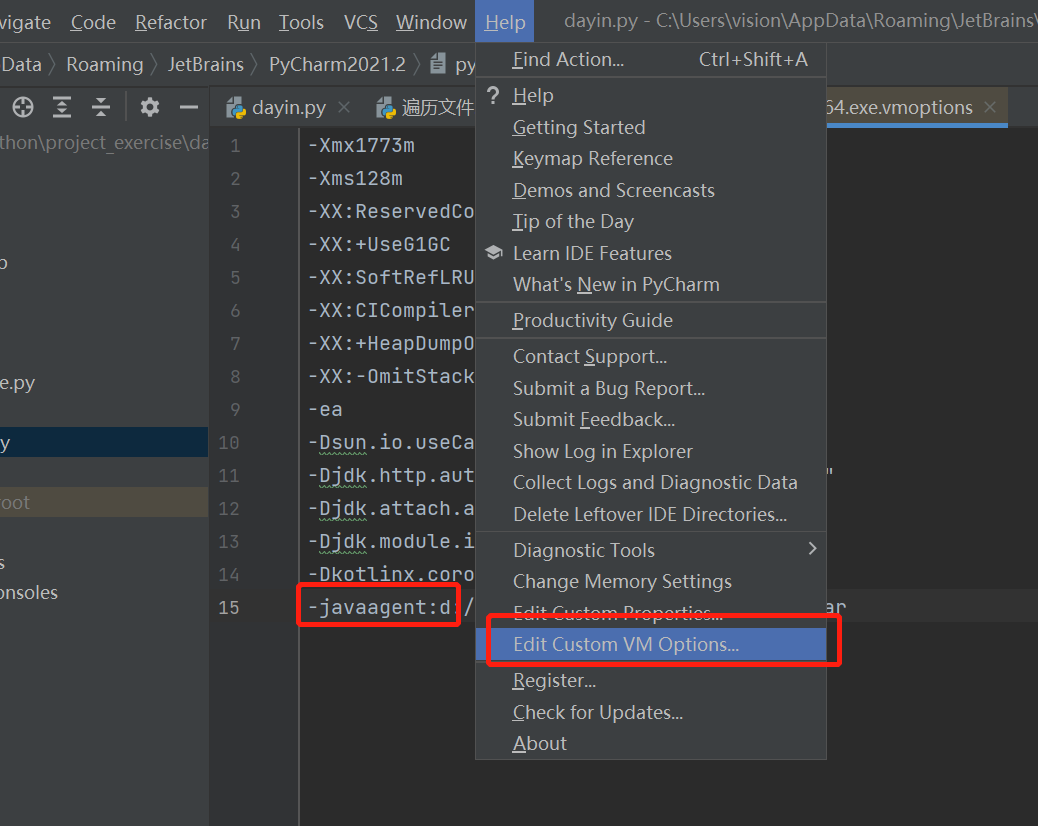 vigate Code Refactor Run Tools VCS Window Help dayin.py - C:\Users\vision\AppData\Roaming\JetBrains\
Data Roaming JetBrains PyCharm2021.2 py
dayin.py 遍历文件 64.exe.vmoptions
thon\project_exercise\da
e.py
y
root
s
onsoles
1 -Xmx1773m
2 -Xms128m
3 -XX:ReservedCo
4 -XX:+UseG1GC
5 -XX:SoftRefLRU
6 -XX:CICompiler
7 -XX:+HeapDumpO
8 -XX:-OmitStack
9 -ea
10 -Dsun.io.useCa
11 -Djdk.http.aut "
12 -Djdk.attach.a
13 -Djdk.module.i
14 -Dkotlinx.coro
15 -javaagent:d:/ ar
Find Action... Ctrl+Shift+A
? Help
Getting Started
Keymap Reference
Demos and Screencasts
Tip of the Day
Learn IDE Features
What's New in PyCharm
Productivity Guide
Contact Support...
Submit a Bug Report...
Submit Feedback...
Show Log in Explorer
Collect Logs and Diagnostic Data
Delete Leftover IDE Directories...
Diagnostic Tools
Change Memory Settings
Edit Custom Properties...
Edit Custom VM Options...
Register...
Check for Updates...
About